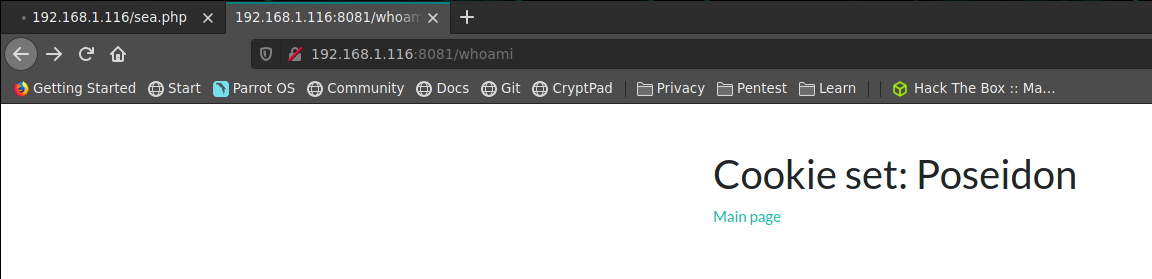 192.168.1.116/sea.php
192.168.1.116:8081/whoam
192.168.1.116:8081/whoami
Getting Started Start Parrot OS Community Docs Git CryptPad Privacy Pentest Learn Hack The Box :: Ma...
Cookie set: Poseidon
Main page